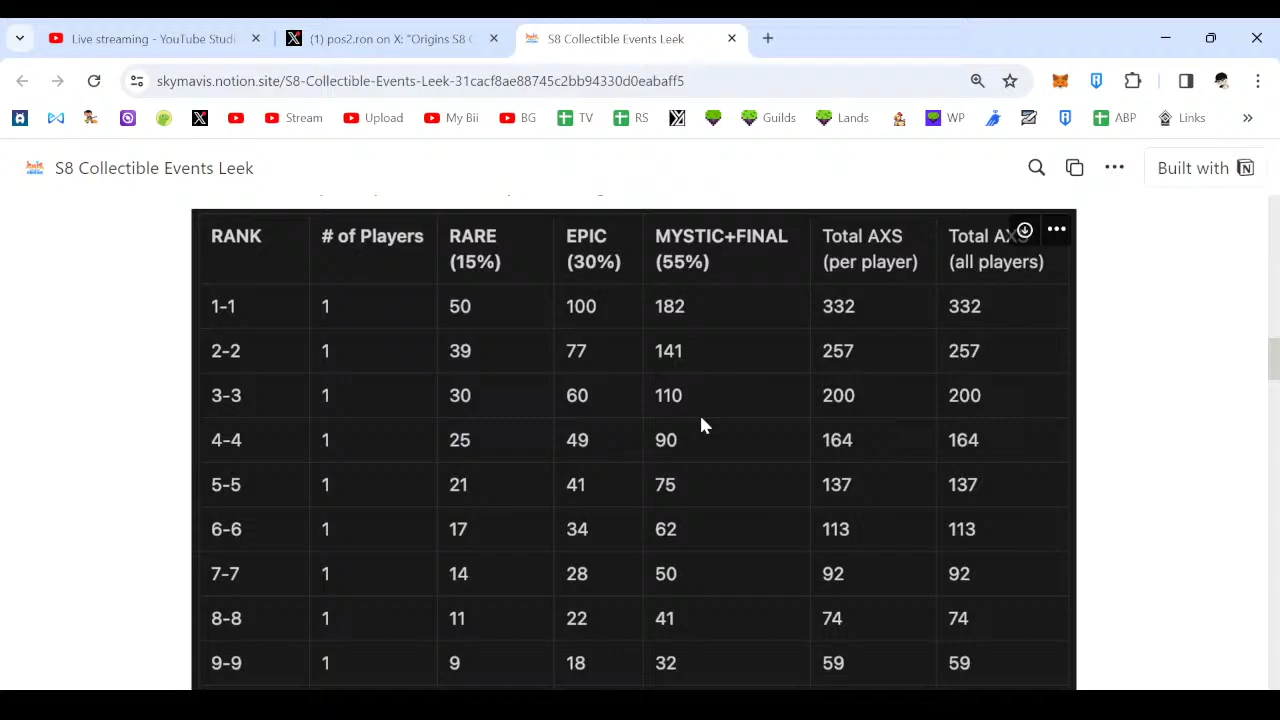 Live streaming - YouTube Studi
(1) pos2.ron on X: "Origins S8 C
S8 Collectible Events Leek
skymavis.notion.site/S8-Collectible-Events-Leek-31cacf8ae88745c2bb94330d0eabaff5
Stream Upload My Bii BG TV RS Guilds Lands WP ABP Links
S8 Collectible Events Leek
Built with
RANK # of Players RARE (15%) EPIC (30%) MYSTIC+FINAL (55%) Total AXS (per player) Total AXS (all players)
1-1 1 50 100 182 332 332
2-2 1 39 77 141 257 257
3-3 1 30 60 110 200 200
4-4 1 25 49 90 164 164
5-5 1 21 41 75 137 137
6-6 1 17 34 62 113 113
7-7 1 14 28 50 92 92
8-8 1 11 22 41 74 74
9-9 1 9 18 32 59 59